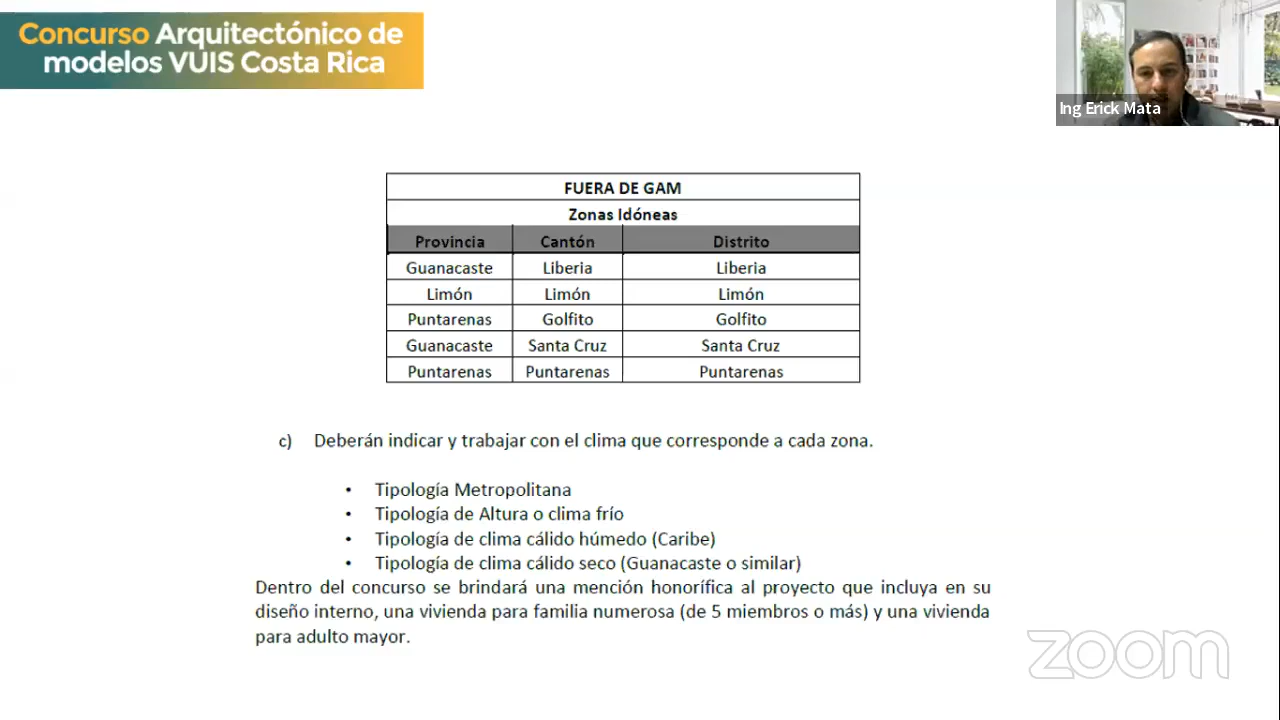 Concurso Arquitectónico de
modelos VUIS Costa Rica
Ing Erick Mata
FUERA DE GAM
Zonas Idóneas
Provincia Cantón Distrito
Guanacaste Liberia Liberia
Limón Limón Limón
Puntarenas Golfito Golfito
Guanacaste Santa Cruz Santa Cruz
Puntarenas Puntarenas Puntarenas
c) Deberán indicar y trabajar con el clima que corresponde a cada zona.
• Tipología Metropolitana
• Tipología de Altura o clima frío
• Tipología de clima cálido húmedo (Caribe)
• Tipología de clima cálido seco (Guanacaste o similar)
Dentro del concurso se brindará una mención honorífica al proyecto que incluya en su
diseño interno, una vivienda para familia numerosa (de 5 miembros o más) y una vivienda
para adulto mayor.
zoom